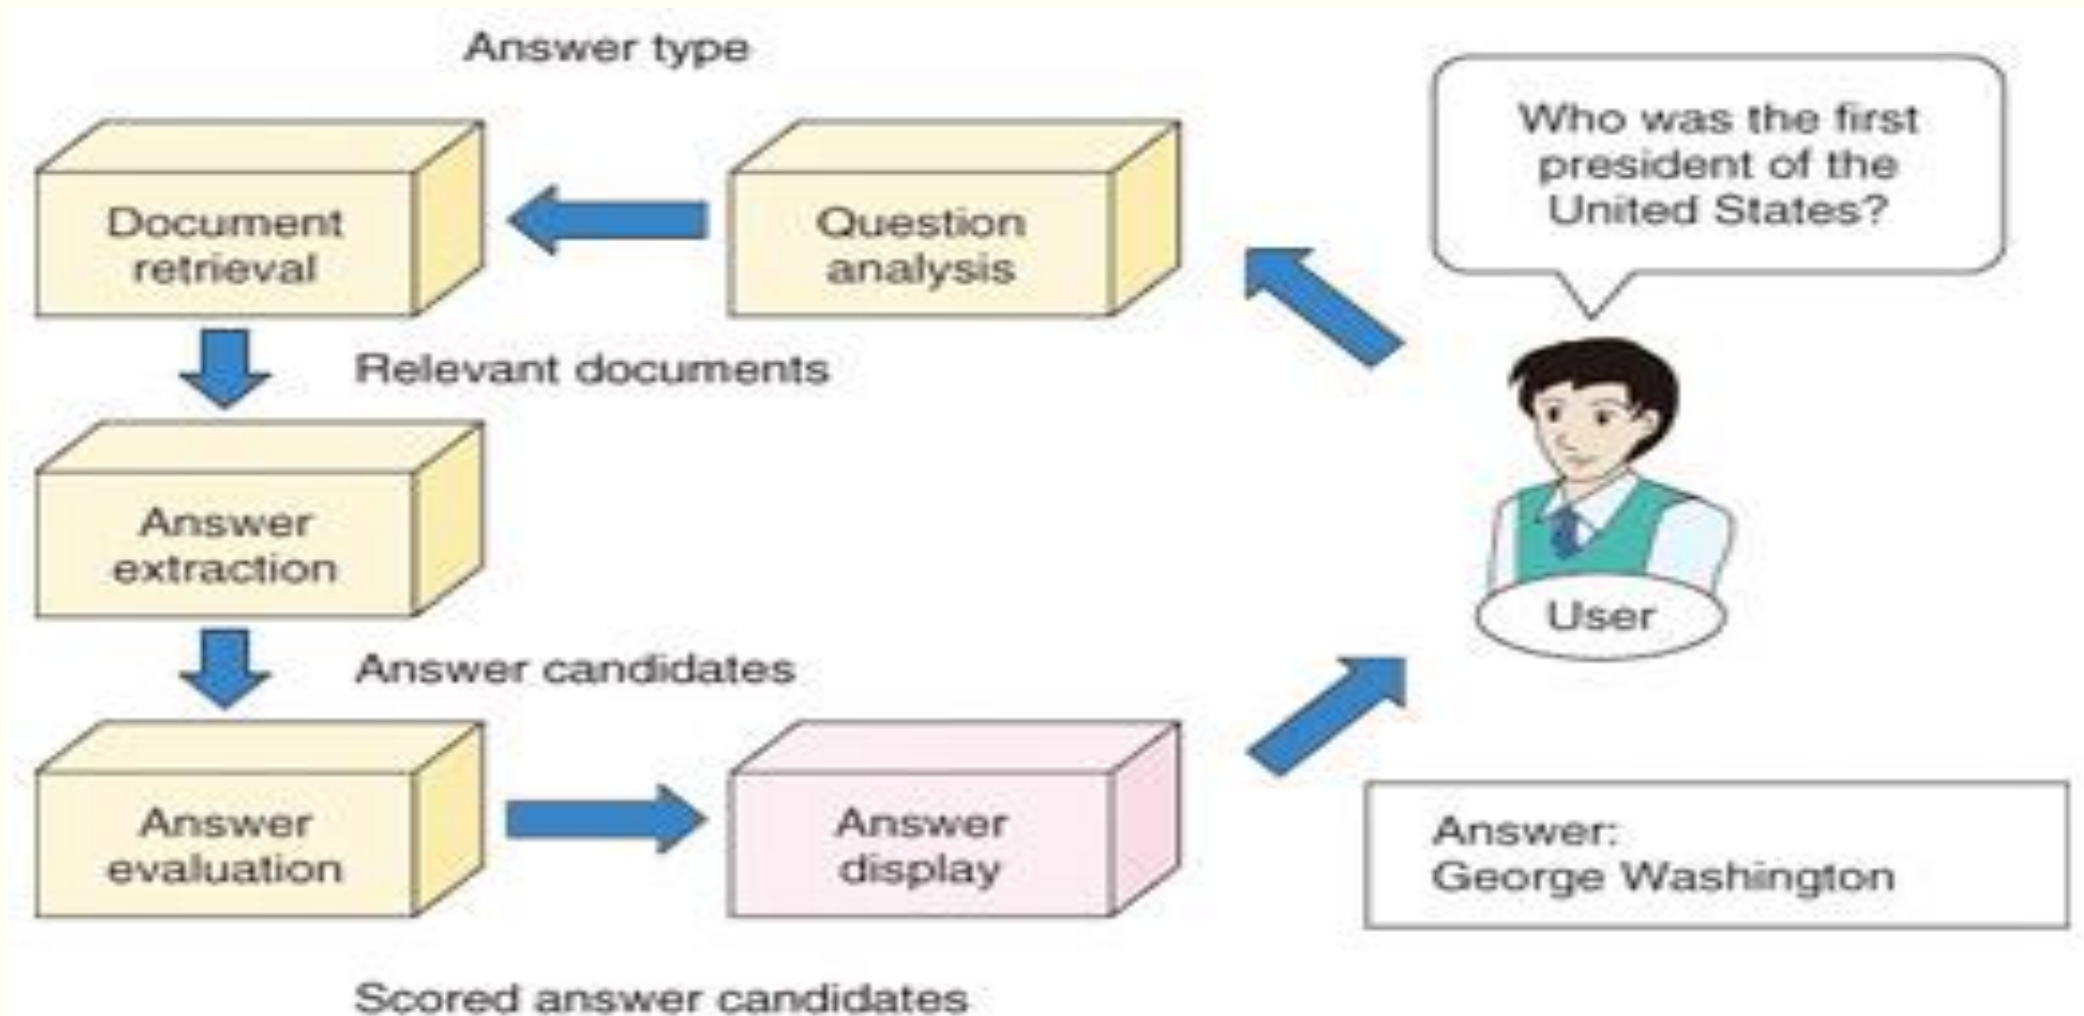 Answer type
Who was the first
president of the
United States?
Document
retrieval
Question
analysis
Relevant documents
Answer
extraction
User
Answer candidates
Answer
evaluation
Answer
display
Answer:
George Washington
Scored answer candidates